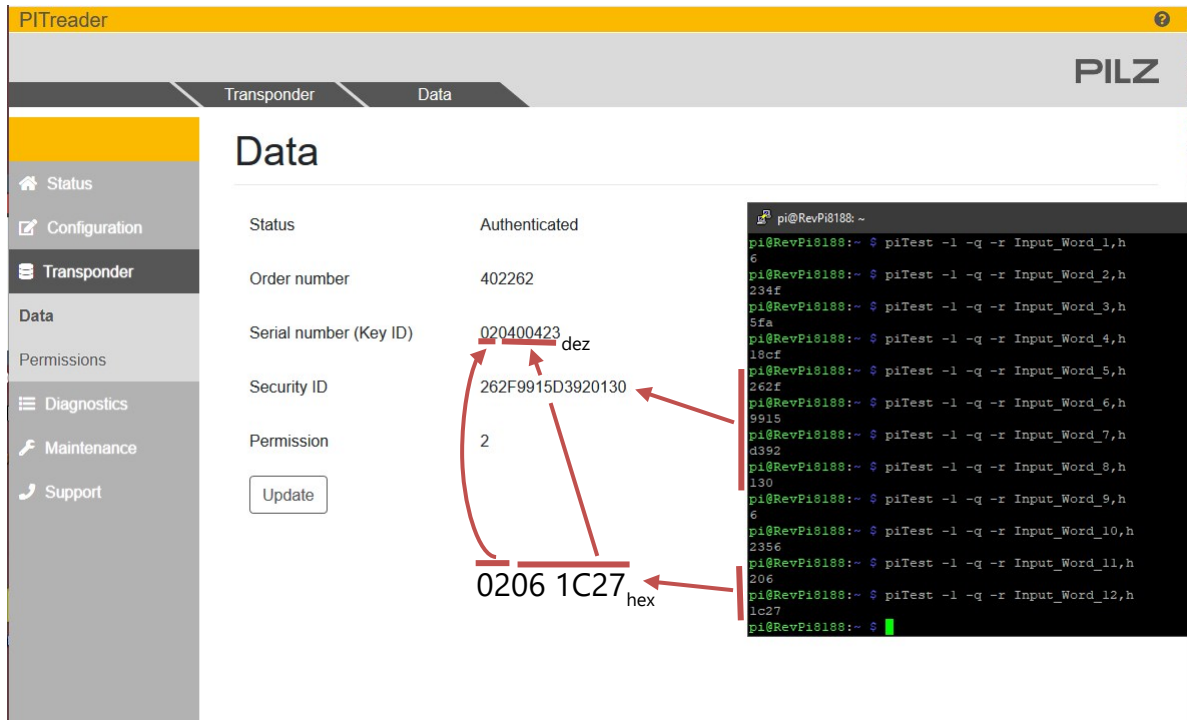 PITreader
PILZ
Transponder Data
Data
Status
Configuration
Transponder
Data
Permissions
Diagnostics
Maintenance
Support
Status Authenticated
Order number 402262
Serial number (Key ID) 020400423 dez
Security ID 262F9915D3920130
Permission 2
Update
0206 1C27 hex
pi@RevPi8188: ~
pi@RevPi8188:~ $ piTest -1 -q -r Input_Word_1,h
6
pi@RevPi8188:~ $ piTest -1 -q -r Input_Word_2,h
234f
pi@RevPi8188:~ $ piTest -1 -q -r Input_Word_3,h
5fa
pi@RevPi8188:~ $ piTest -1 -q -r Input_Word_4,h
18cf
pi@RevPi8188:~ $ piTest -1 -q -r Input_Word_5,h
262f
pi@RevPi8188:~ $ piTest -1 -q -r Input_Word_6,h
9915
pi@RevPi8188:~ $ piTest -1 -q -r Input_Word_7,h
d392
pi@RevPi8188:~ $ piTest -1 -q -r Input_Word_8,h
130
pi@RevPi8188:~ $ piTest -1 -q -r Input_Word_9,h
6
pi@RevPi8188:~ $ piTest -1 -q -r Input_Word_10,h
2356
pi@RevPi8188:~ $ piTest -1 -q -r Input_Word_11,h
206
pi@RevPi8188:~ $ piTest -1 -q -r Input_Word_12,h
1c27
pi@RevPi8188:~ $